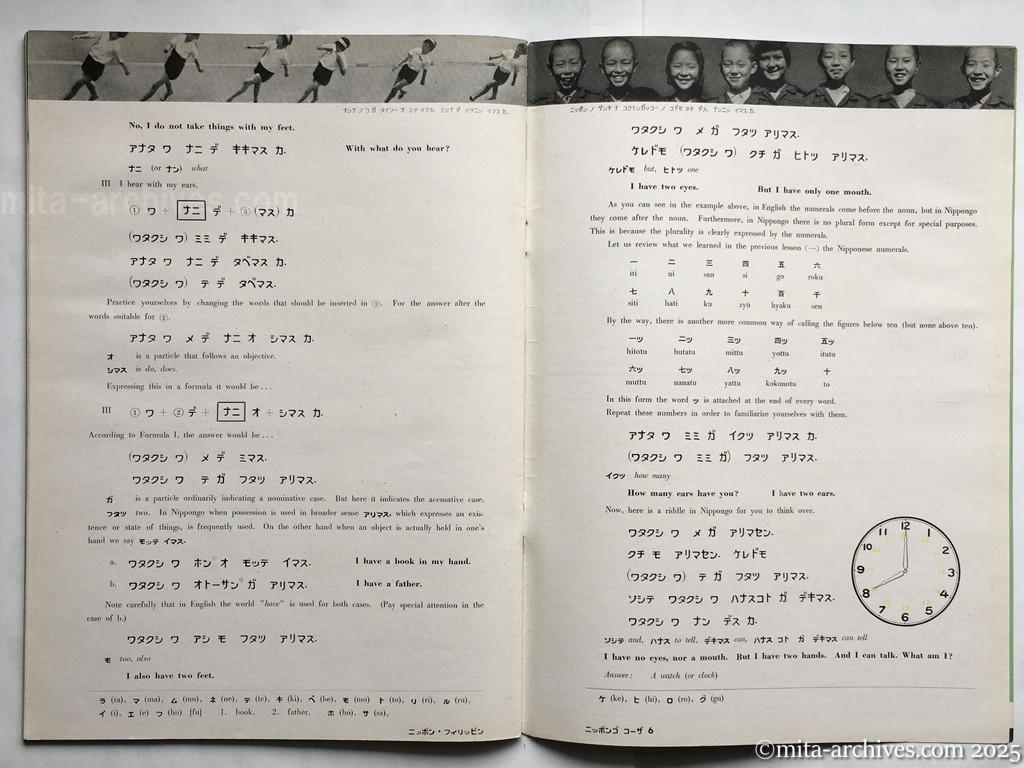 オンナ ノ コ ガ タイソー オ シテ イマス. ミンナ デ イクニン イマス カ.
No, I do not take things with my feet.
アナタ ワ ナニ デ キキマス カ. With what do you hear?
ナニ (or ナン) what
III I hear with my ears.
① ワ + ナニ デ + ③ (マス) カ
(ワタクシ ワ) ミミ デ キキマス.
アナタ ワ ナニ デ タベマス カ.
(ワタクシ ワ) テ デ タベマス.
Practice yourselves by changing the words that should be inserted in ③. For the answer alter the
words suitable for ②.
アナタ ワ メ デ ナニ オ シマス カ.
オ is a particle that follows an objective.
シマス is do, does.
Expressing this in a formula it would be...
III ① ワ + ② デ + ナニ オ + シマス カ.
According to Formula I, the answer would be...
(ワタクシ ワ) メ デ ミマス.
ワタクシ ワ テ ガ フタツ アリマス.
ガ is a particle ordinarily indicating a nominative case. But here it indicates the accusative case.
フタツ two. In Nippongo when possession is used in broader sense アリマス, which expresses an exis-
tence or state of things, is frequently used. On the other hand when an object is actually held in one's
hand we say モッテ イマス.
a. ワタクシ ワ ホン¹ オ モッテ イマス. I have a book in my hand.
b. ワタクシ ワ オトーサン² ガ アリマス. I have a father.
Note carefully that in English the world "have" is used for both cases. (Pay special attention in the
case of b.)
ワタクシ ワ アシ モ フタツ アリマス.
モ too, also
I also have two feet.
ラ (ra), マ (ma), ム (mu), ネ (ne), テ (te), キ (ki), ベ (be), モ (mo) ト (to), リ (ri), ル (ru),
イ (i), エ (e) フ (hu) [fu] 1. book. 2. father. ホ (ho), サ (sa),
ニッポン・フィリッピン
ニッポン ノ ゲンキ ナ コクミンガッコー ノ コドモ タチ デス. ナンニン イマス カ.
ワタクシ ワ メ ガ フタツ アリマス.
ケレドモ (ワタクシ ワ) クチ ガ ヒトツ アリマス.
ケレドモ but, ヒトツ one
I have two eyes. But I have only one mouth.
As you can see in the example above, in English the numerals come before the noun, but in Nippongo
they come after the noun. Furthermore, in Nippongo there is no plural form except for special purposes.
This is because the plurality is clearly expressed by the numerals.
Let us review what we learned in the previous lesson (一) the Nipponese numerals.
一 二 三 四 五 六
iti ni san si go roku
七 八 九 十 百 千
siti hati ku zyū hyaku sen
By the way, there is another more common way of calling the figures below ten (but none above ten).
一ッ 二ッ 三ッ 四ッ 五ッ
hitotu hutatu mittu yottu itutu
六ッ 七ッ 八ッ 九ッ 十
muttu nanatu yattu kokonotu to
In this form the word ッ is attached at the end of every word.
Repeat these numbers in order to familiarize yourselves with them.
アナタ ワ ミミ ガ イクツ アリマス カ.
(ワタクシ ワ ミミ ガ) フタツ アリマス.
イクツ how many
How many ears have you? I have two ears.
Now, here is a riddle in Nippongo for you to think over.
ワタクシ ワ メ ガ アリマセン.
クチ モ アリマセン. ケレドモ
(ワタクシ ワ) テ ガ フタツ アリマス.
ソシテ ワタクシ ワ ハナスコト ガ デキマス.
ワタクシ ワ ナン デス カ.
12 1 2 3 4 5 6 7 8 9 10 11
ソシテ and, ハナス to tell, デキマス can, ハナス コト ガ デキマス can tell
I have no eyes, nor a mouth. But I have two hands. And I can talk. What am I?
Answer: A watch (or clock)
ケ (ke), ヒ (hi), ロ (ro), グ (gu)
ニッポンゴ コーザ 6
mita-archives.com
©mita-archives.com 2025